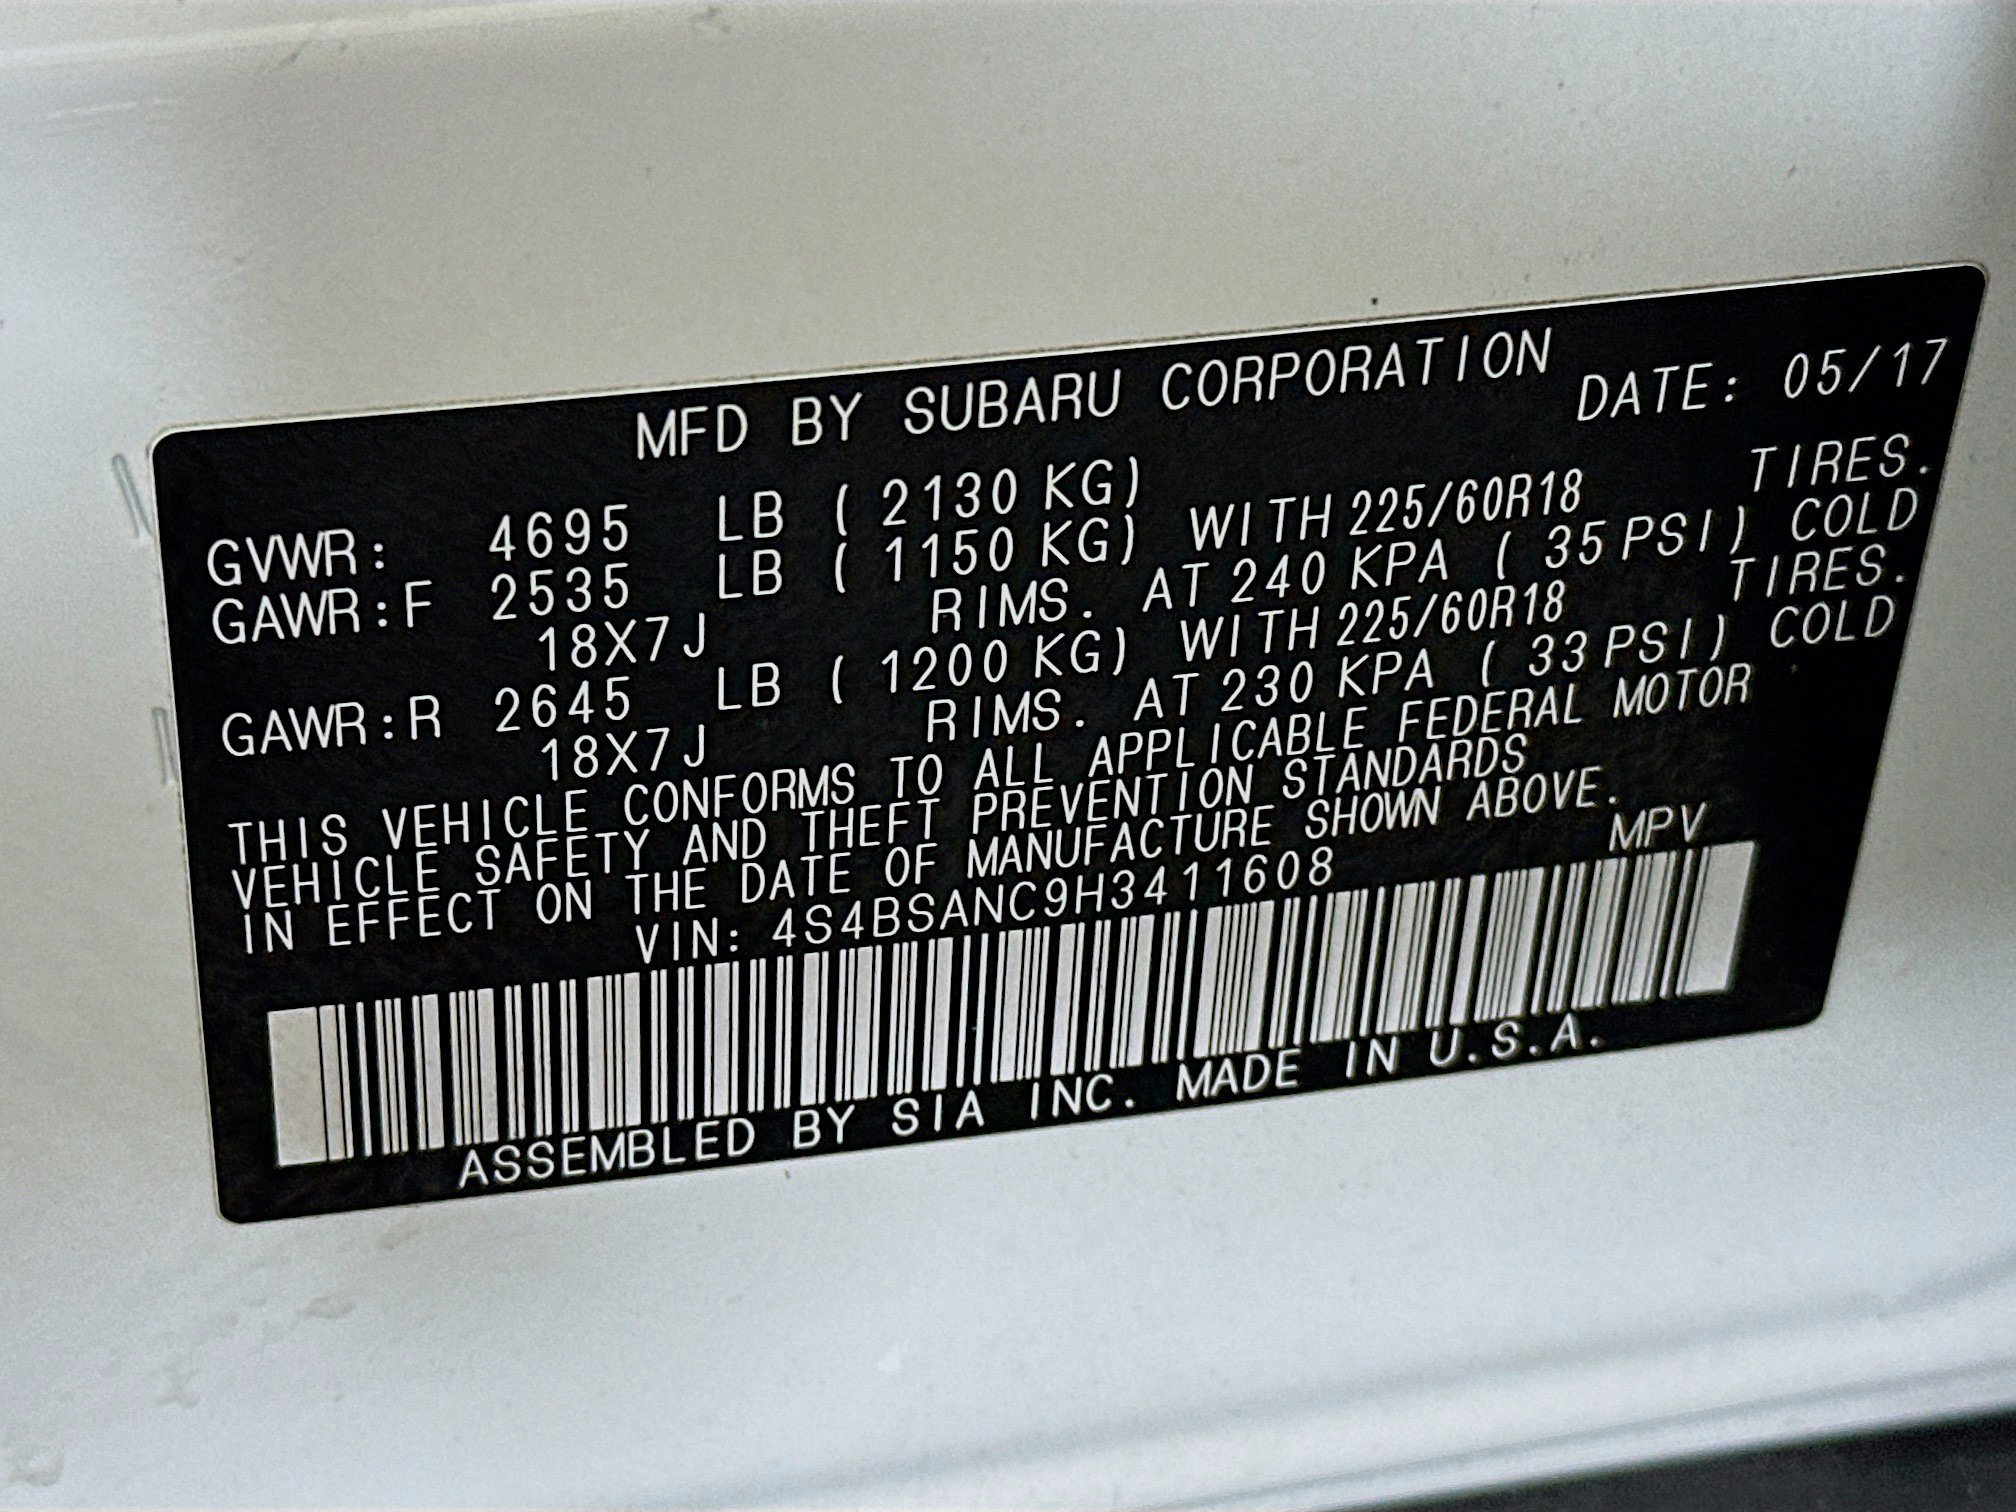 MFD BY SUBARU CORPORATION
DATE: 05/17
GVWR: 4695 LB ( 2130 KG)
GAWR:F 2535 LB ( 1150 KG) WITH 225/60R18 TIRES.
18X7J RIMS. AT 240 KPA ( 35 PSI) COLD
GAWR:R 2645 LB ( 1200 KG) WITH 225/60R18 TIRES.
18X7J RIMS. AT 230 KPA ( 33 PSI) COLD
THIS VEHICLE CONFORMS TO ALL APPLICABLE FEDERAL MOTOR
VEHICLE SAFETY AND THEFT PREVENTION STANDARDS
IN EFFECT ON THE DATE OF MANUFACTURE SHOWN ABOVE.
VIN: 4S4BSANC9H3411608 MPV
ASSEMBLED BY SIA INC. MADE IN U.S.A.